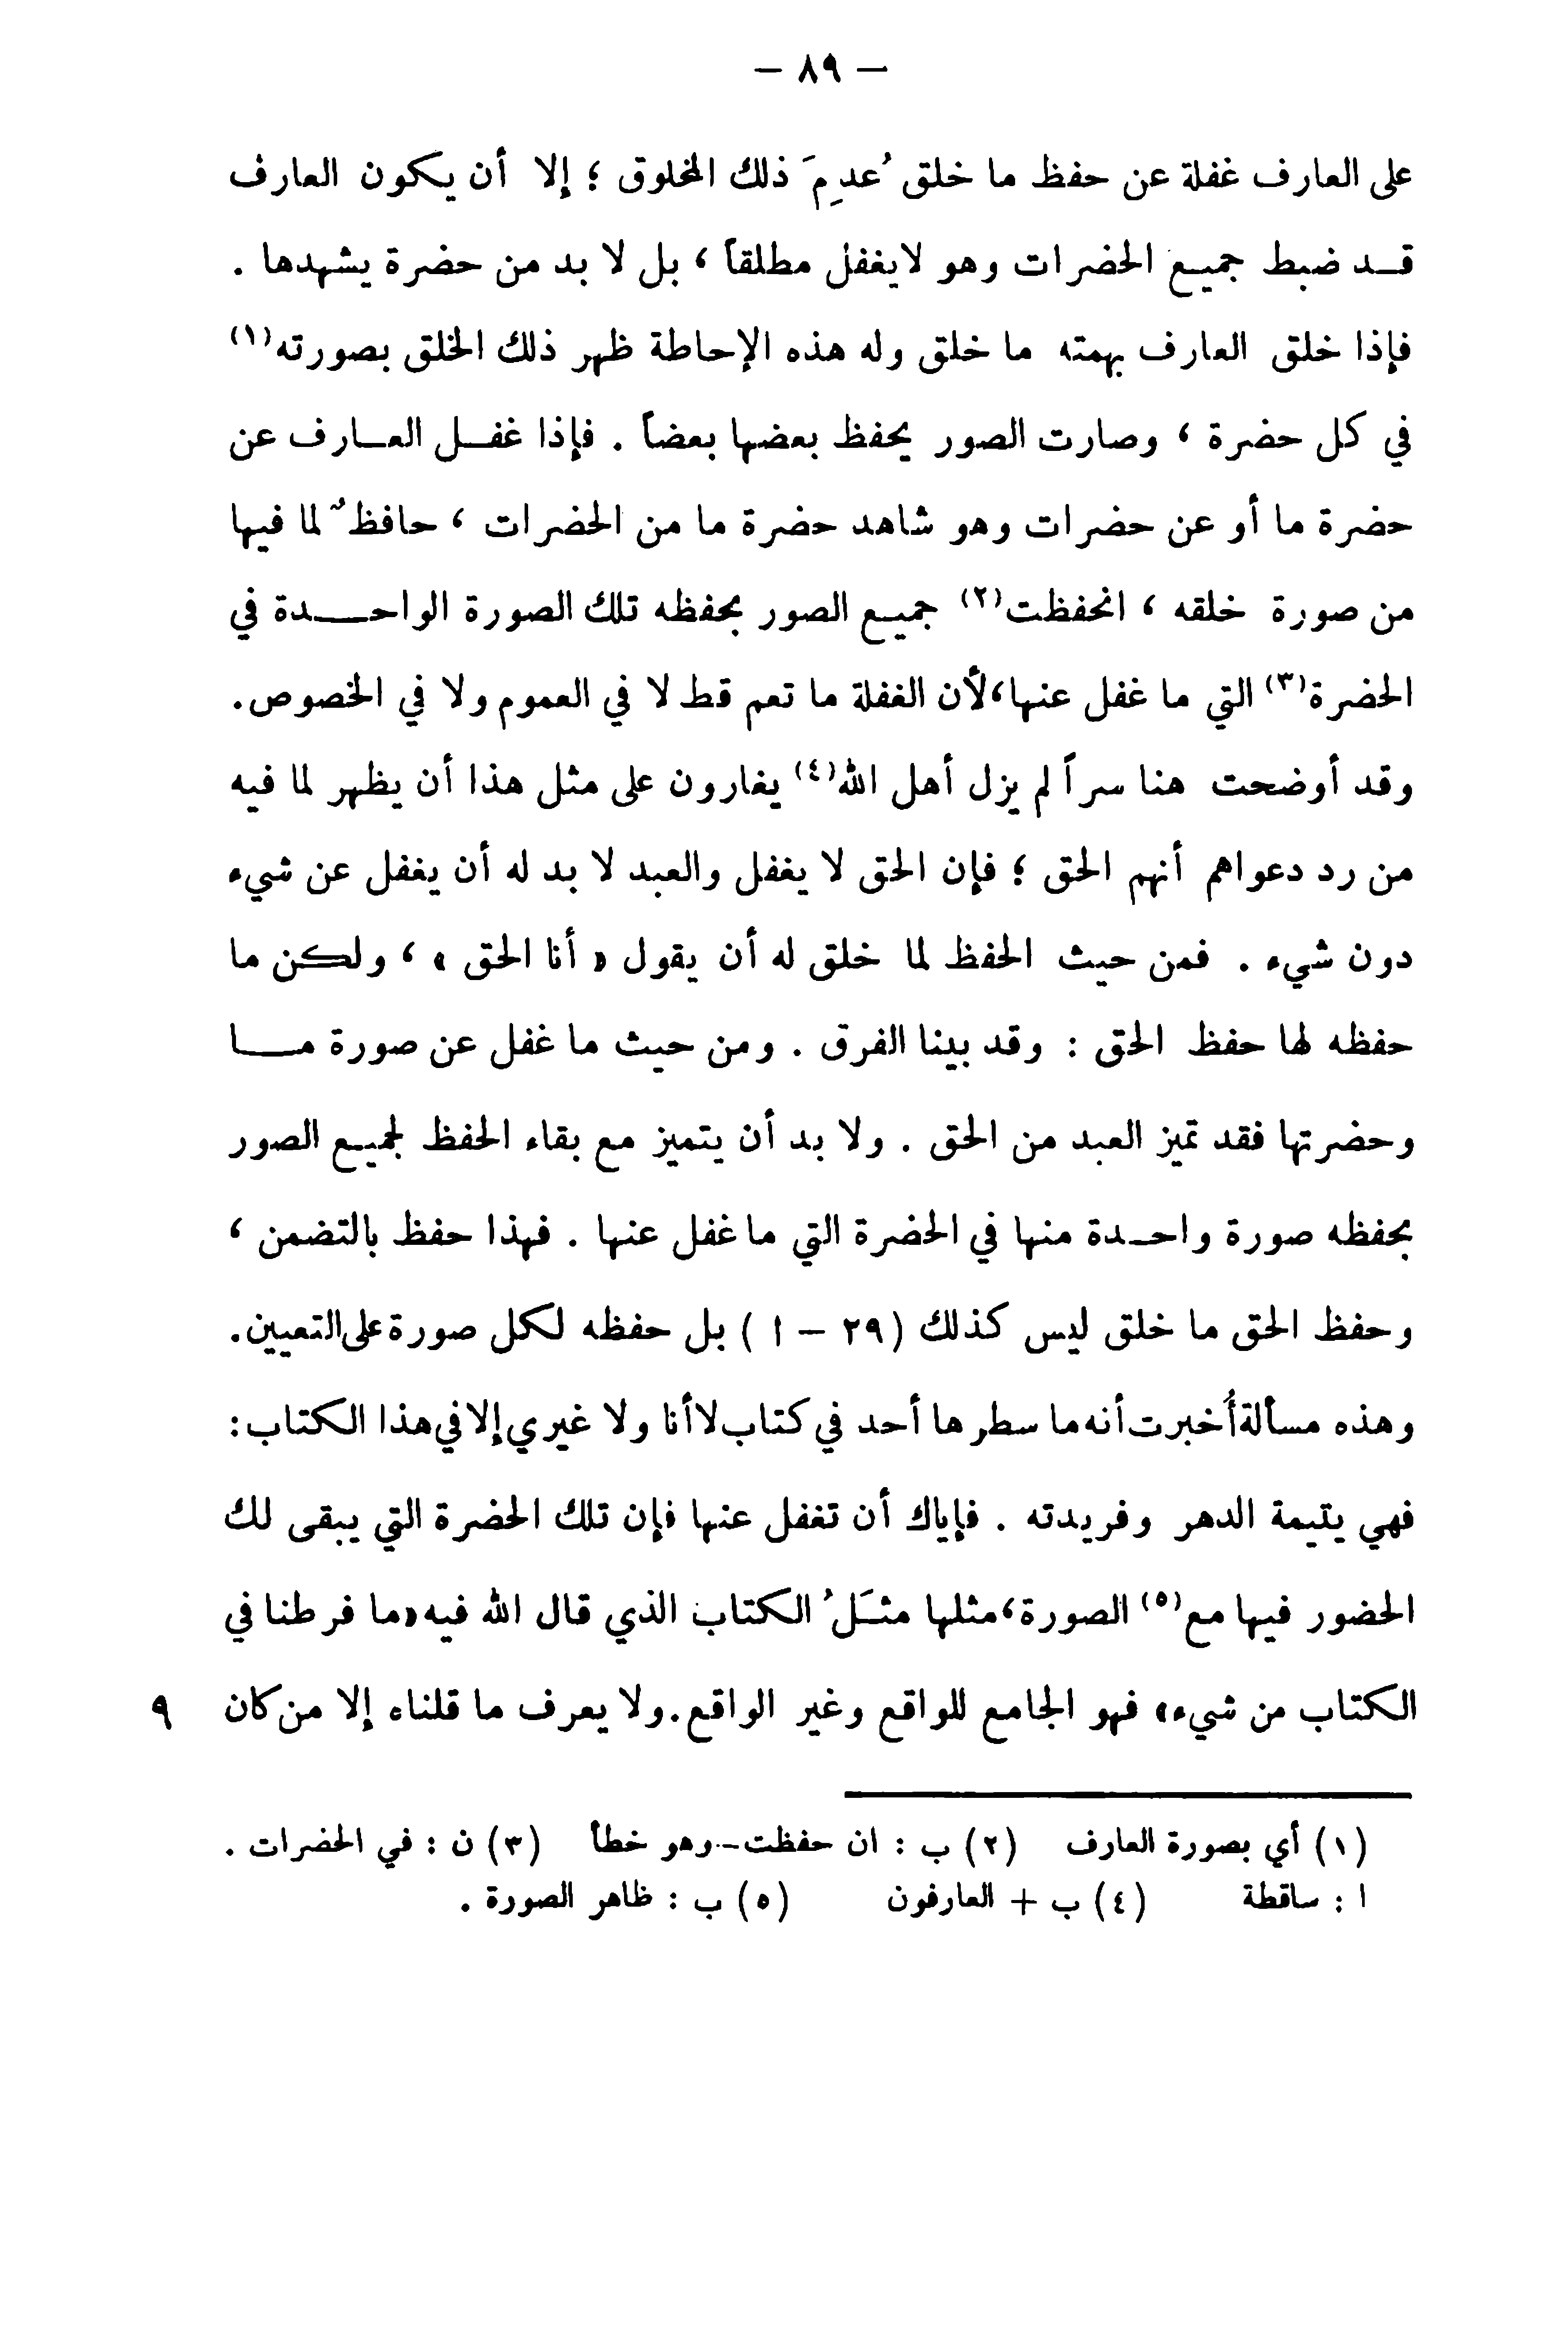 – ٨٩ –
على العارف غفلة عن حفظ ما خلق عُدِمَ ذلك المخلوق ؛ إلا أن يكون العارف
قد ضبط جميع الحضرات وهو لا يغفل مطلقاً ، بل لا بد من حضرة يشهدها .
فإذا خلق العارف بهمته ما خلق وله هذه الإحاطة ظهر ذلك الخلق بصورته(١)
في كل حضرة ، وصارت الصور يحفظ بعضها بعضاً . فإذا غفل العارف عن
حضرة ما أو عن حضرات وهو شاهد حضرة ما من الحضرات ، حافظٌ لما فيها
من صورة خلقه ، انحفظت(٢) جميع الصور بحفظه تلك الصورة الواحدة في
الحضرة(٣) التي ما غفل عنها، لأن الغفلة ما تعم قط لا في العموم ولا في الخصوص.
وقد أوضحت هنا سراً لم يزل أهل الله(٤) يغارون على مثل هذا أن يظهر لما فيه
من رد دعواهم أنهم الحق ؛ فإن الحق لا يغفل والعبد لا بد له أن يغفل عن شيء
دون شيء . فمن حيث الحفظ لما خلق له أن يقول « أنا الحق » ، ولكن ما
حفظه لها حفظ الحق : وقد بينا الفرق . ومن حيث ما غفل عن صورة ما
وحضرتها فقد تميز العبد من الحق . ولا بد أن يتميز مع بقاء الحفظ لجميع الصور
بحفظه صورة واحدة منها في الحضرة التي ما غفل عنها . فهذا حفظ بالتضمن ،
وحفظ الحق ما خلق ليس كذلك (٢٩ – ا ) بل حفظه لكل صورة على التعيين.
وهذه مسألة أُخبرت أنه ما سطرها أحد في كتاب لا أنا ولا غيري إلا في هذا الكتاب:
فهي يتيمة الدهر وفريدته . فإياك أن تغفل عنها فإن تلك الحضرة التي يبقى لك
الحضور فيها مع(٥) الصورة، مثلها مثَلُ الكتاب الذي قال الله فيه «ما فرطنا في
الكتاب من شيء» فهو الجامع للواقع وغير الواقع. ولا يعرف ما قلناه إلا من كان ٩
(١) أي بصورة العارف (٢) ب : ان حفظت – وهو خطأ (٣) ن : في الحضرات .
ا : ساقطة (٤) ب + العارفون (٥) ب : ظاهر الصورة .